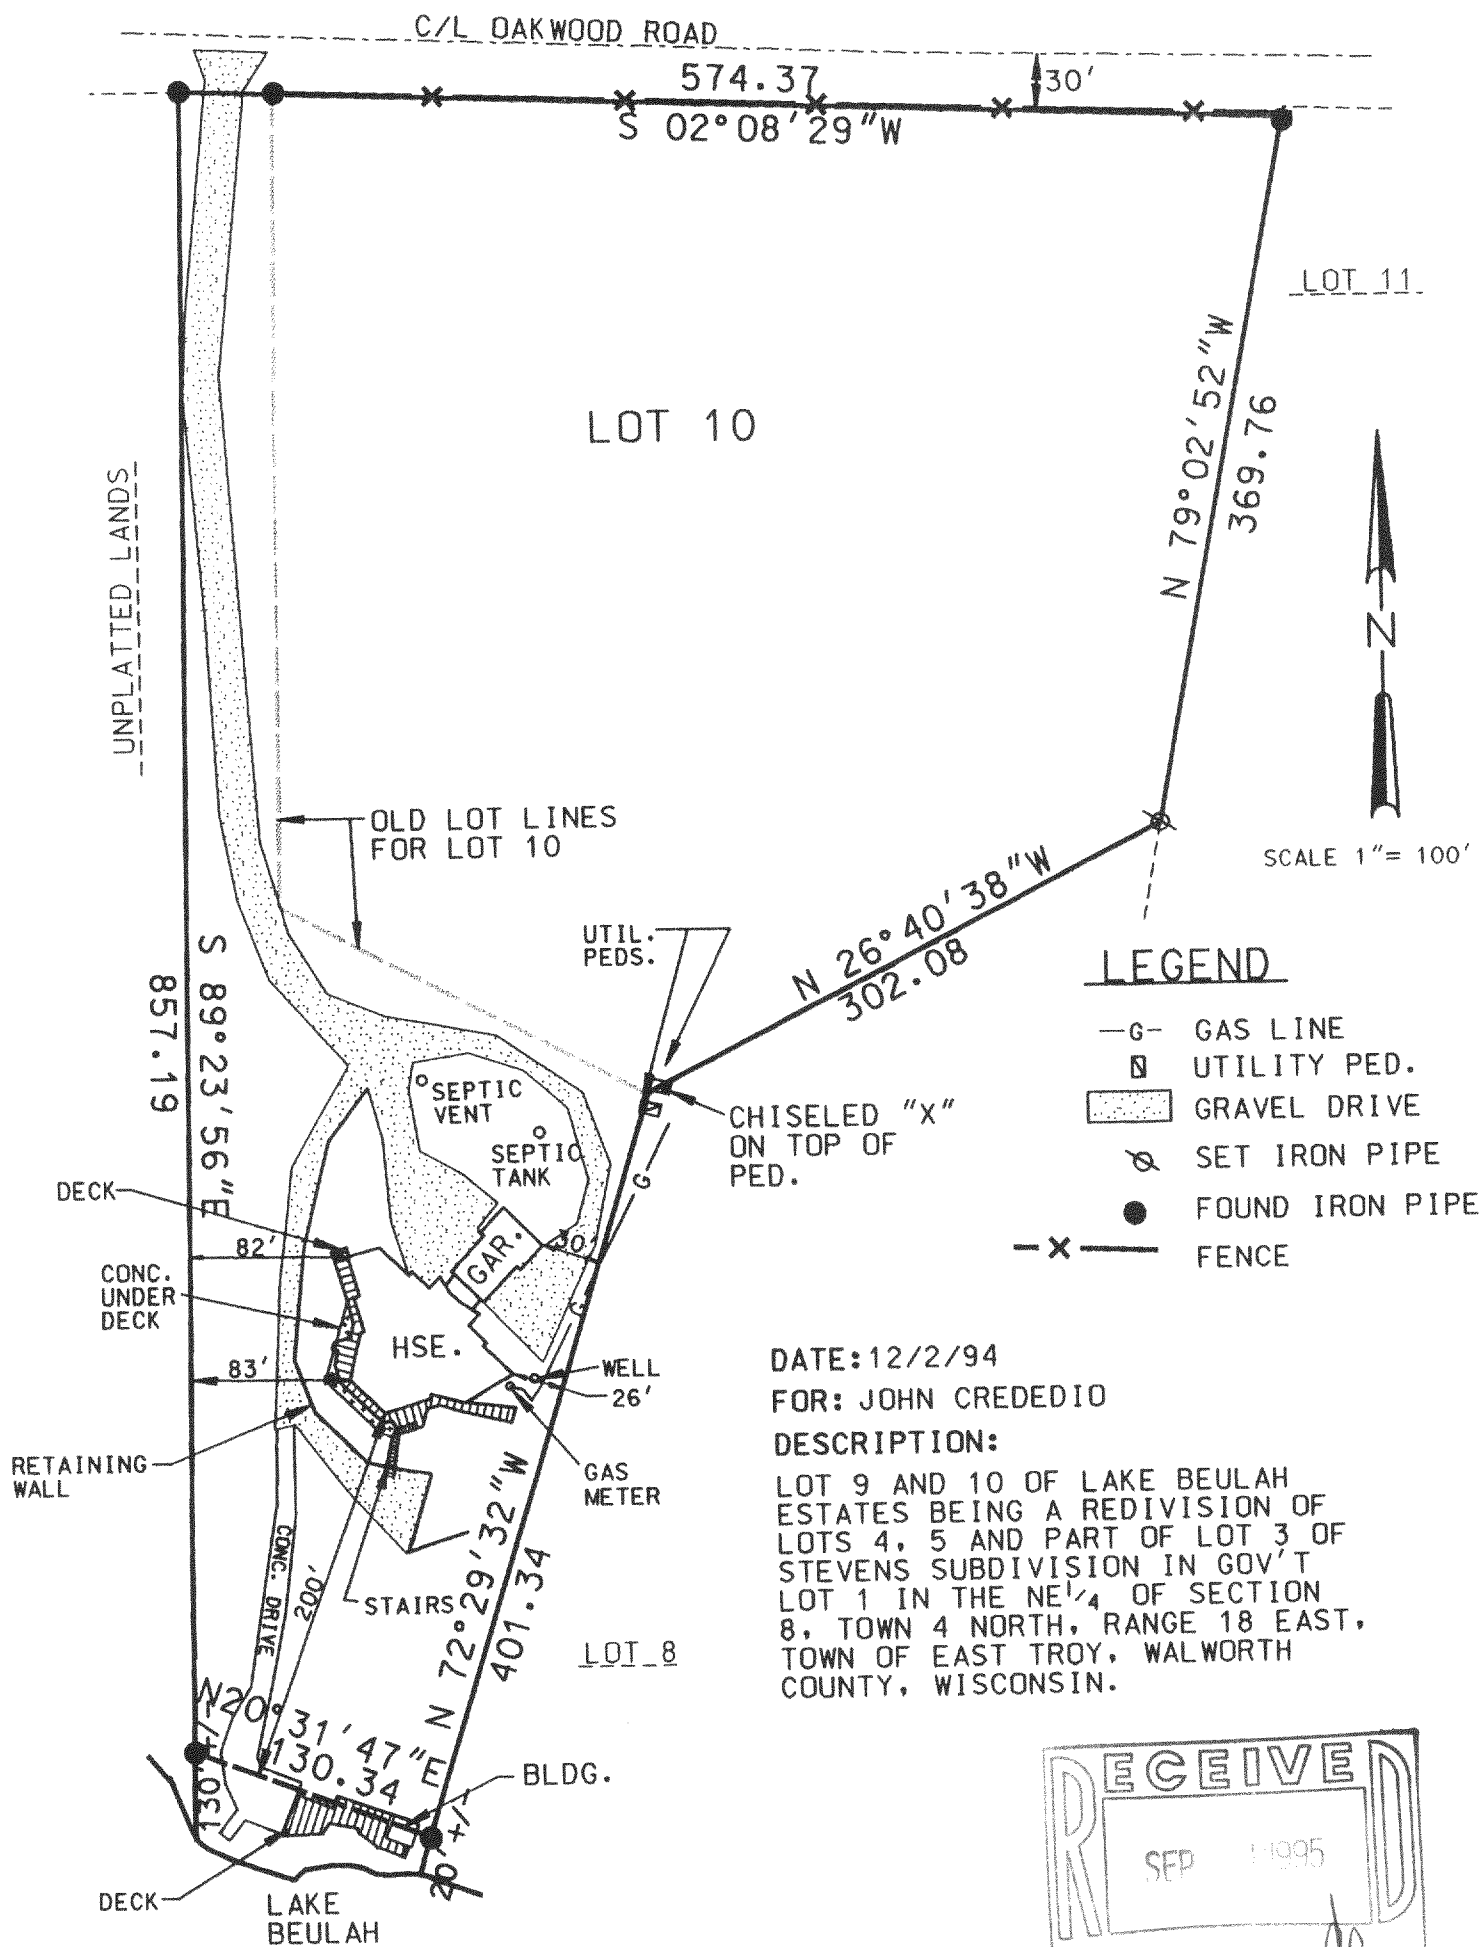 C/L OAKWOOD ROAD
574.37
30'
S 02°08'29"W
LOT 11
N 79°02'52"W
369.76
LOT 10
UNPLATTED LANDS
N
OLD LOT LINES
FOR LOT 10
SCALE 1"= 100'
N 26°40'38"W
302.08
UTIL.
PEDS.
S 89°23'56"E
857.19
LEGEND
—G— GAS LINE
UTILITY PED.
GRAVEL DRIVE
SET IRON PIPE
FOUND IRON PIPE
FENCE
SEPTIC
VENT
SEPTIC
TANK
CHISELED "X"
ON TOP OF
PED.
G
DECK
82'
GAR.
30'
CONC.
UNDER
DECK
G
HSE.
83'
WELL
26'
RETAINING
WALL
GAS
METER
DATE: 12/2/94
FOR: JOHN CREDEDIO
DESCRIPTION:
LOT 9 AND 10 OF LAKE BEULAH
ESTATES BEING A REDIVISION OF
LOTS 4, 5 AND PART OF LOT 3 OF
STEVENS SUBDIVISION IN GOV'T
LOT 1 IN THE NE 1/4 OF SECTION
8, TOWN 4 NORTH, RANGE 18 EAST,
TOWN OF EAST TROY, WALWORTH
COUNTY, WISCONSIN.
CONC. DRIVE
200'
STAIRS
N 72°29'32"W
401.34
LOT 8
N20°31'47"E
130.34
130'+/-
BLDG.
20'+/-
DECK
LAKE
BEULAH
RECEIVED
SEP 1995